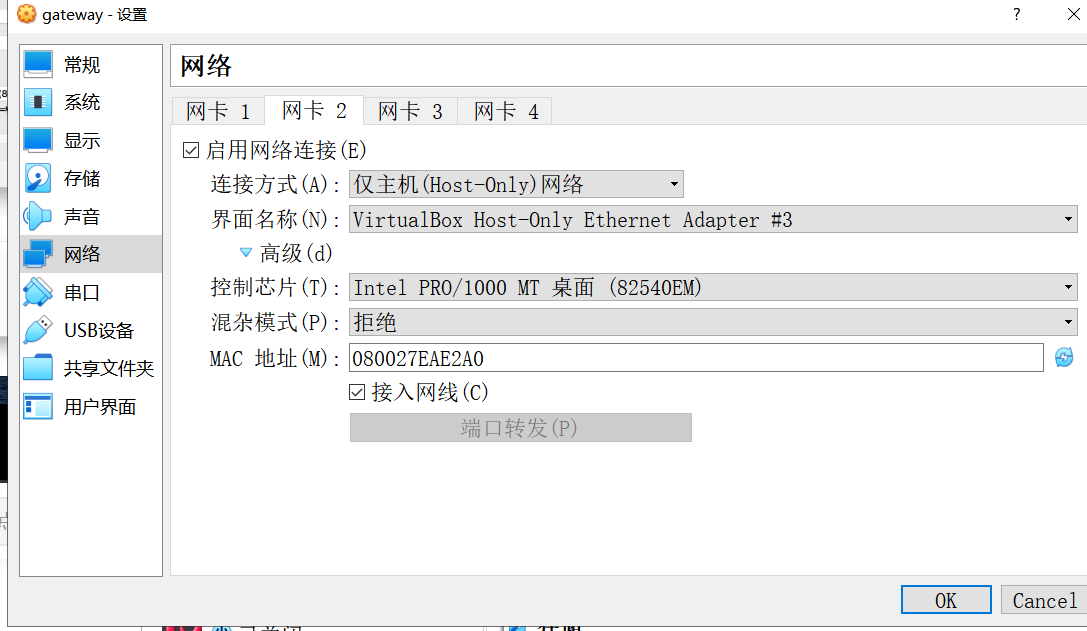 gateway - 设置
?
常规
系统
显示
存储
声音
网络
串口
USB设备
共享文件夹
用户界面
网络
网卡 1 网卡 2 网卡 3 网卡 4
启用网络连接(E)
连接方式(A): 仅主机(Host-Only)网络
界面名称(N): VirtualBox Host-Only Ethernet Adapter #3
高级(d)
控制芯片(T): Intel PRO/1000 MT 桌面 (82540EM)
混杂模式(P): 拒绝
MAC 地址(M): 080027EAE2A0
接入网线(C)
端口转发(P)
OK Cancel